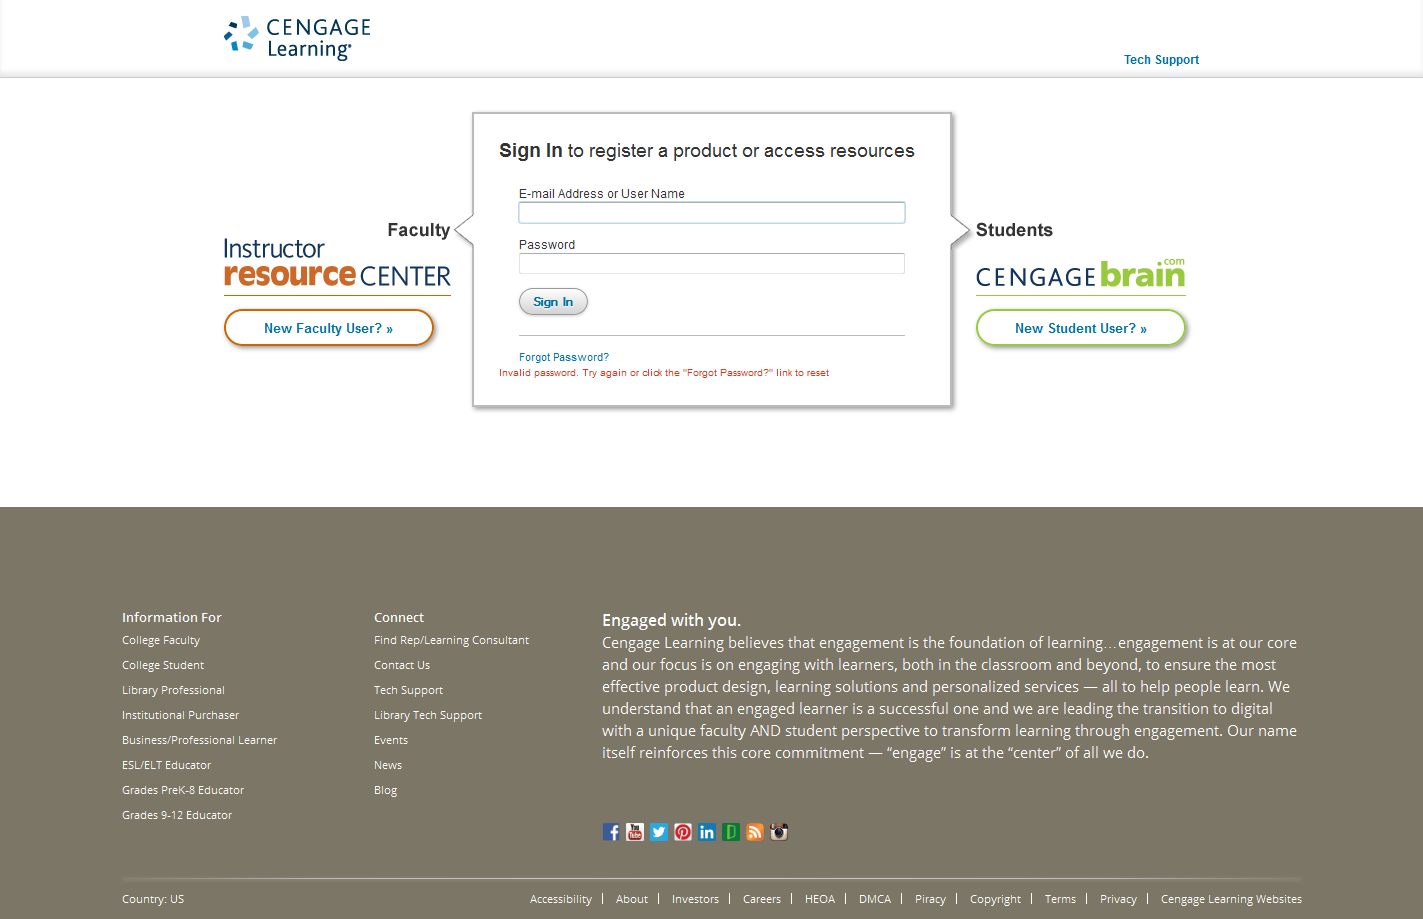 CENGAGE
Learning®
Tech Support
Sign In to register a product or access resources
E-mail Address or User Name
Password
Sign In
Forgot Password?
Invalid password. Try again or click the "Forgot Password?" link to reset
Faculty
Instructor
resource CENTER
New Faculty User? »
Students
CENGAGE brain .com
New Student User? »
Information For
College Faculty
College Student
Library Professional
Institutional Purchaser
Business/Professional Learner
ESL/ELT Educator
Grades PreK-8 Educator
Grades 9-12 Educator
Connect
Find Rep/Learning Consultant
Contact Us
Tech Support
Library Tech Support
Events
News
Blog
Engaged with you.
Cengage Learning believes that engagement is the foundation of learning…engagement is at our core
and our focus is on engaging with learners, both in the classroom and beyond, to ensure the most
effective product design, learning solutions and personalized services — all to help people learn. We
understand that an engaged learner is a successful one and we are leading the transition to digital
with a unique faculty AND student perspective to transform learning through engagement. Our name
itself reinforces this core commitment — “engage” is at the “center” of all we do.
You Tube
Country: US
Accessibility | About | Investors | Careers | HEOA | DMCA | Piracy | Copyright | Terms | Privacy | Cengage Learning Websites